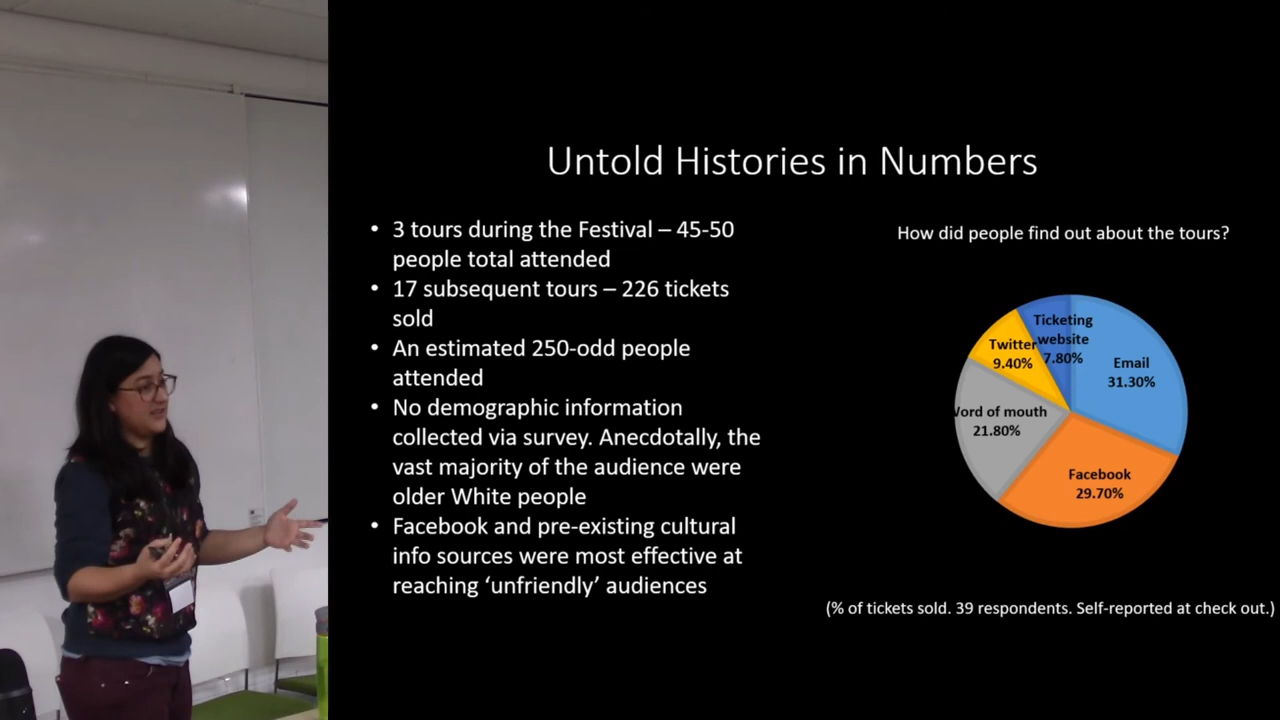 Untold Histories in Numbers
• 3 tours during the Festival – 45-50
people total attended
• 17 subsequent tours – 226 tickets
sold
• An estimated 250-odd people
attended
• No demographic information
collected via survey. Anecdotally, the
vast majority of the audience were
older White people
• Facebook and pre-existing cultural
info sources were most effective at
reaching ‘unfriendly’ audiences
How did people find out about the tours?
Ticketing
website
7.80%
Twitter
9.40%
Email
31.30%
Word of mouth
21.80%
Facebook
29.70%
(% of tickets sold. 39 respondents. Self-reported at check out.)